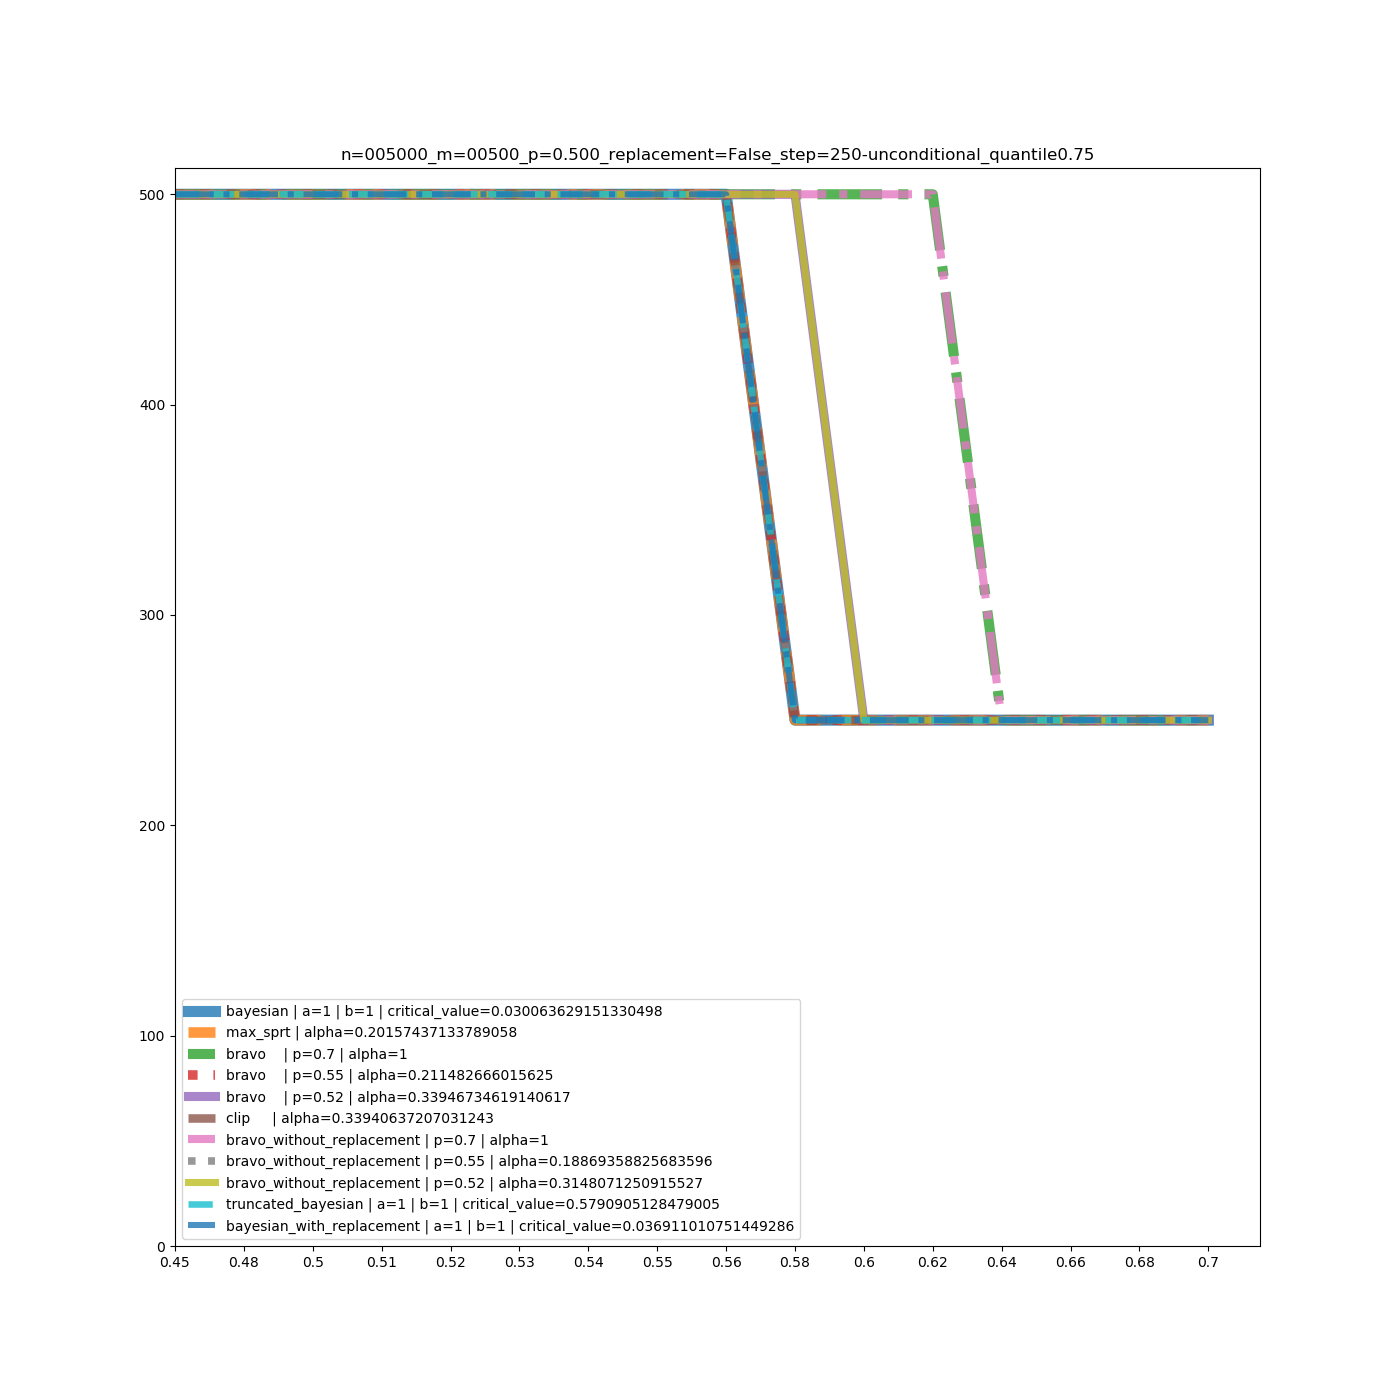 n=005000_m=00500_p=0.500_replacement=False_step=250-unconditional_quantile0.75
500
400
300
200
100
0
bayesian | a=1 | b=1 | critical_value=0.030063629151330498
max_sprt | alpha=0.20157437133789058
bravo    | p=0.7 | alpha=1
bravo    | p=0.55 | alpha=0.211482666015625
bravo    | p=0.52 | alpha=0.33946734619140617
clip     | alpha=0.33940637207031243
bravo_without_replacement | p=0.7 | alpha=1
bravo_without_replacement | p=0.55 | alpha=0.18869358825683596
bravo_without_replacement | p=0.52 | alpha=0.3148071250915527
truncated_bayesian | a=1 | b=1 | critical_value=0.5790905128479005
bayesian_with_replacement | a=1 | b=1 | critical_value=0.036911010751449286
0.45 0.48 0.5 0.51 0.52 0.53 0.54 0.55 0.56 0.58 0.6 0.62 0.64 0.66 0.68 0.7